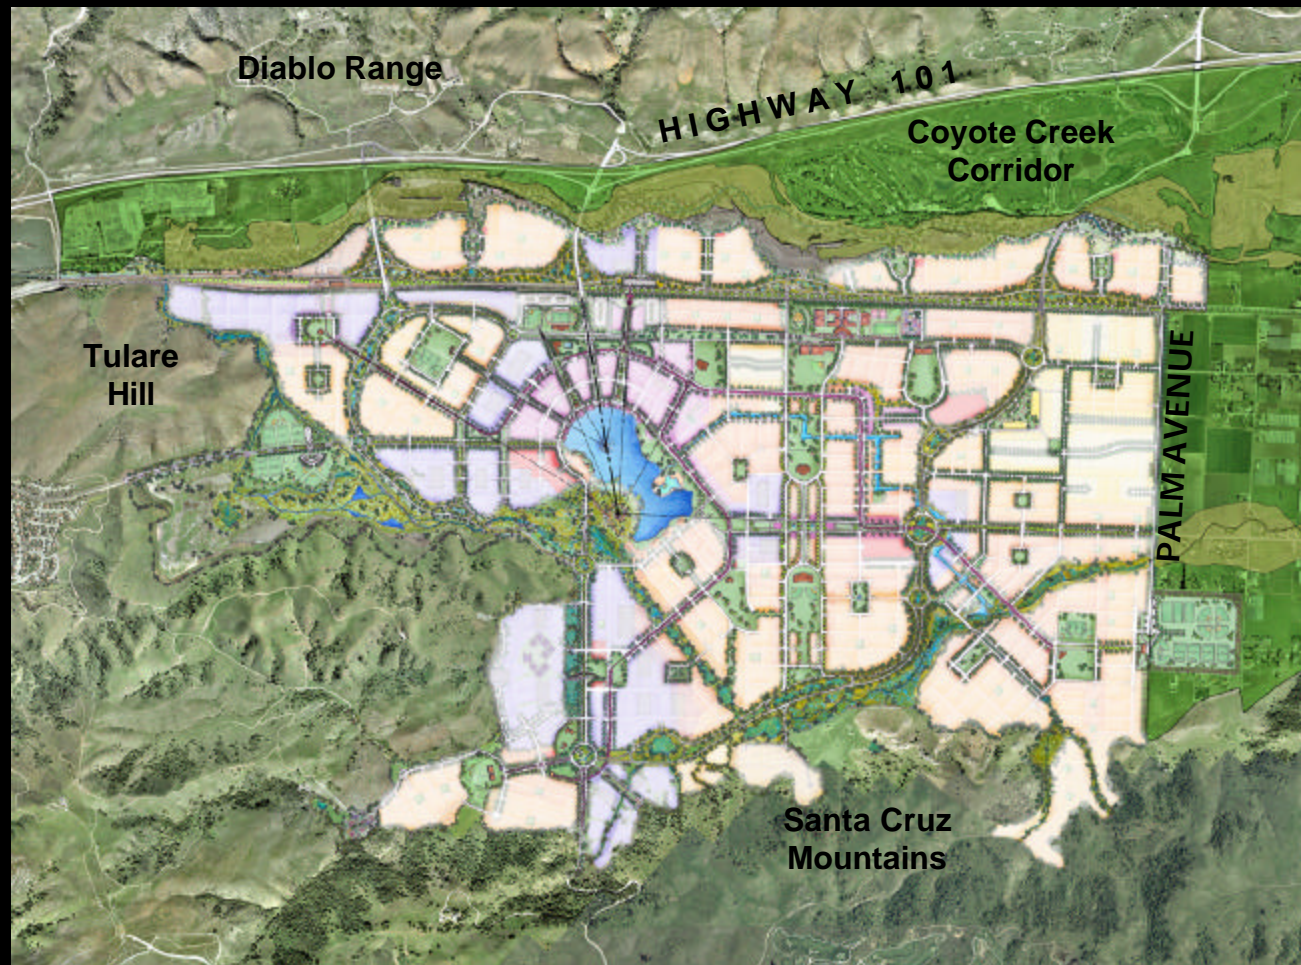 Diablo Range
HIGHWAY 101
Coyote Creek
Corridor
Tulare
Hill
PALM AVENUE
Santa Cruz
Mountains